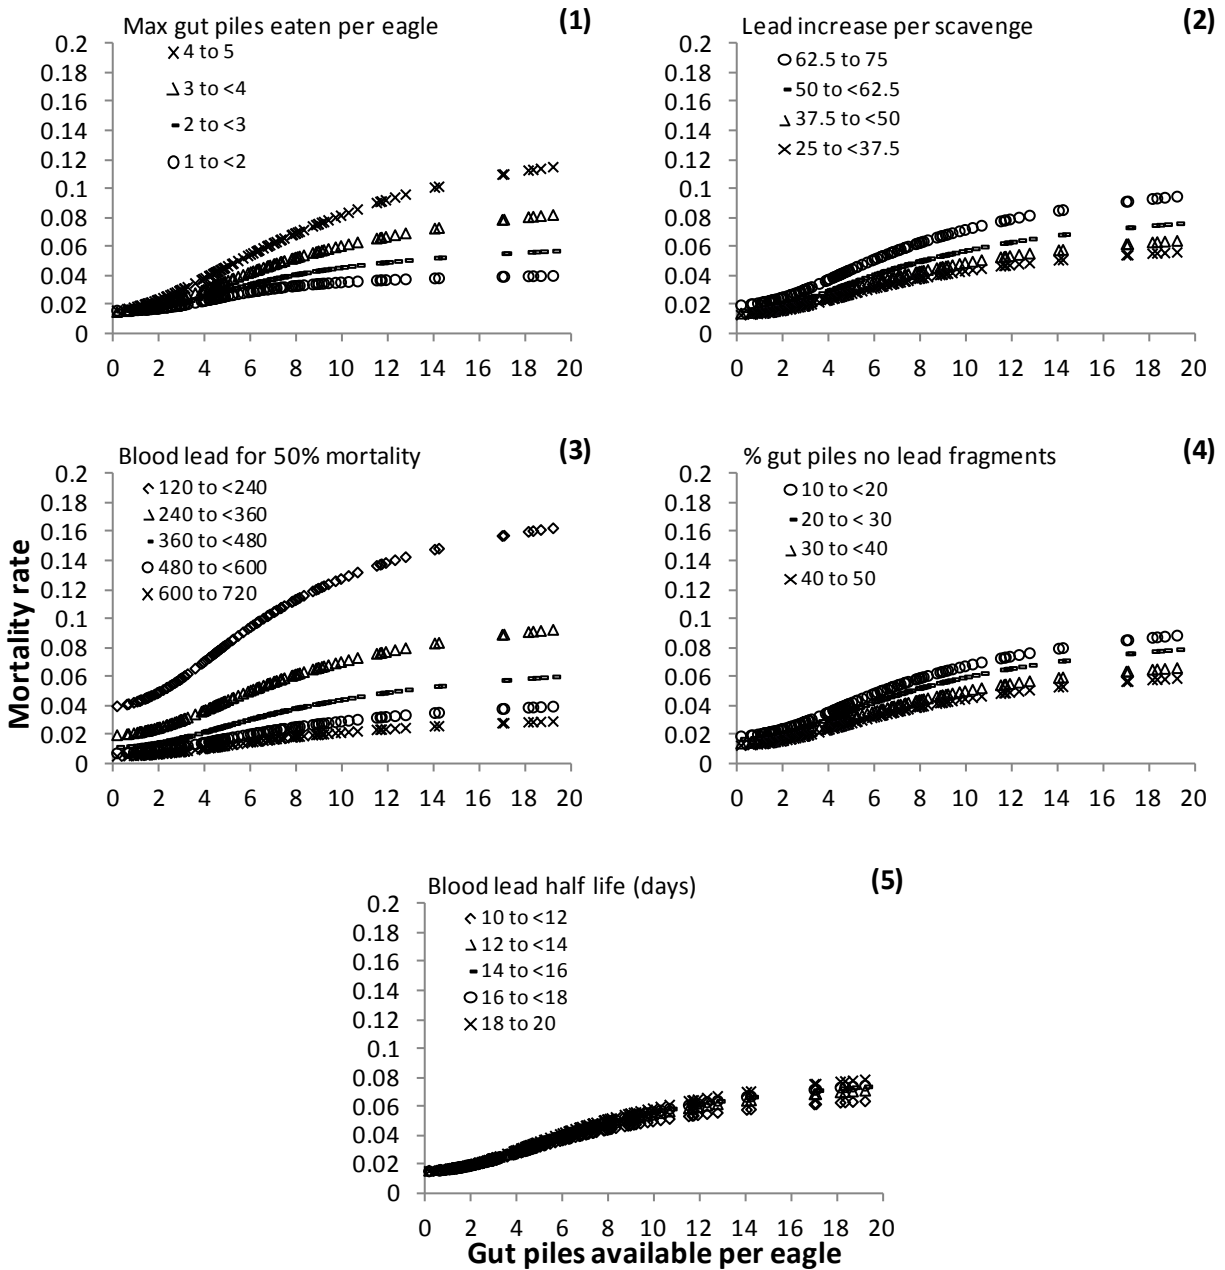 Max gut piles eaten per eagle
(1)
0.2
0.18
0.16
0.14
0.12
0.1
0.08
0.06
0.04
0.02
0
4 to 5
3 to <4
2 to <3
1 to <2
0 2 4 6 8 10 12 14 16 18 20
Lead increase per scavenge
(2)
0.2
0.18
0.16
0.14
0.12
0.1
0.08
0.06
0.04
0.02
0
62.5 to 75
50 to <62.5
37.5 to <50
25 to <37.5
0 2 4 6 8 10 12 14 16 18 20
Mortality rate
Blood lead for 50% mortality
(3)
0.2
0.18
0.16
0.14
0.12
0.1
0.08
0.06
0.04
0.02
0
120 to <240
240 to <360
360 to <480
480 to <600
600 to 720
0 2 4 6 8 10 12 14 16 18 20
% gut piles no lead fragments
(4)
0.2
0.18
0.16
0.14
0.12
0.1
0.08
0.06
0.04
0.02
0
10 to <20
20 to < 30
30 to <40
40 to 50
0 2 4 6 8 10 12 14 16 18 20
Blood lead half life (days)
(5)
0.2
0.18
0.16
0.14
0.12
0.1
0.08
0.06
0.04
0.02
0
10 to <12
12 to <14
14 to <16
16 to <18
18 to 20
0 2 4 6 8 10 12 14 16 18 20
Gut piles available per eagle